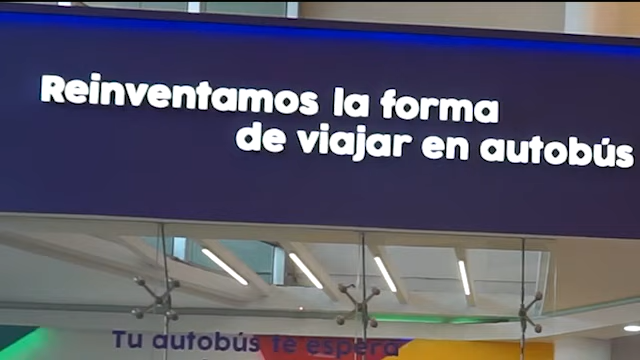 Reinventamos la forma
de viajar en autobús
Tu autobús te espera